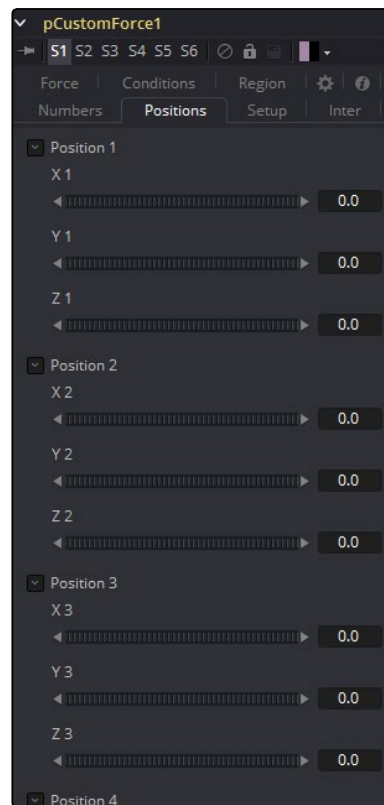 pCustomForce1
S1 S2 S3 S4 S5 S6
Force Conditions Region
Numbers Positions Setup Inter
Position 1
X 1
0.0
Y 1
0.0
Z 1
0.0
Position 2
X 2
0.0
Y 2
0.0
Z 2
0.0
Position 3
X 3
0.0
Y 3
0.0
Z 3
0.0
Position 4